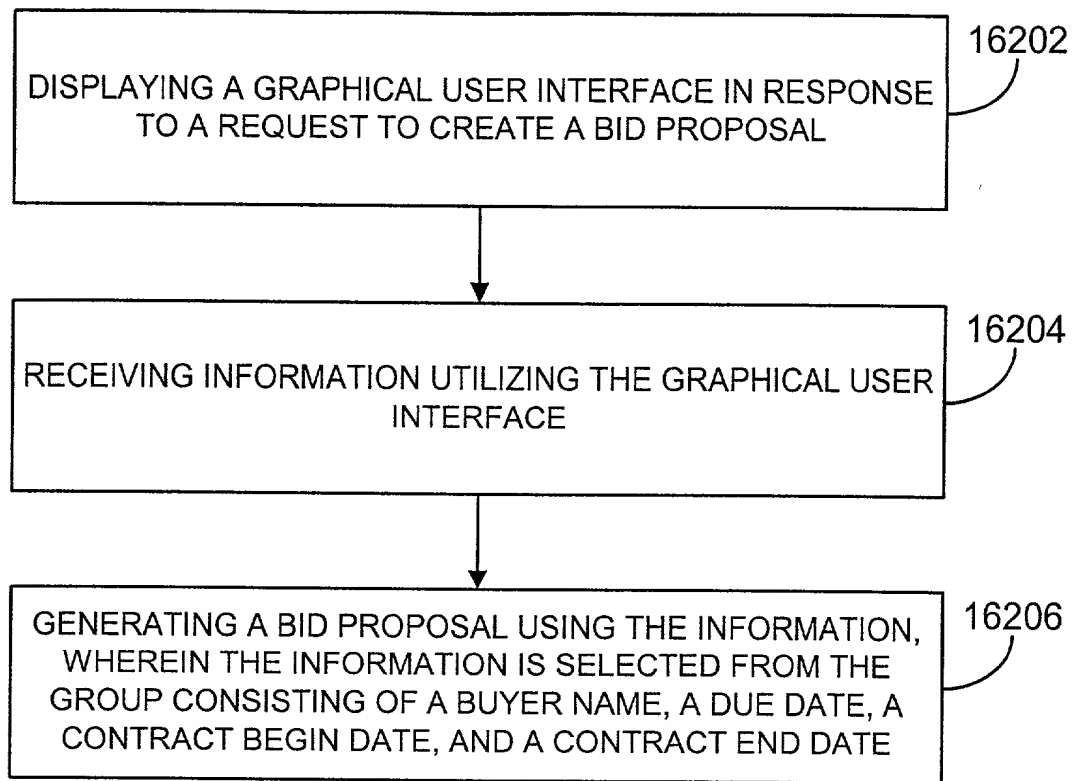 16202
DISPLAYING A GRAPHICAL USER INTERFACE IN RESPONSE
TO A REQUEST TO CREATE A BID PROPOSAL
16204
RECEIVING INFORMATION UTILIZING THE GRAPHICAL USER
INTERFACE
16206
GENERATING A BID PROPOSAL USING THE INFORMATION,
WHEREIN THE INFORMATION IS SELECTED FROM THE
GROUP CONSISTING OF A BUYER NAME, A DUE DATE, A
CONTRACT BEGIN DATE, AND A CONTRACT END DATE